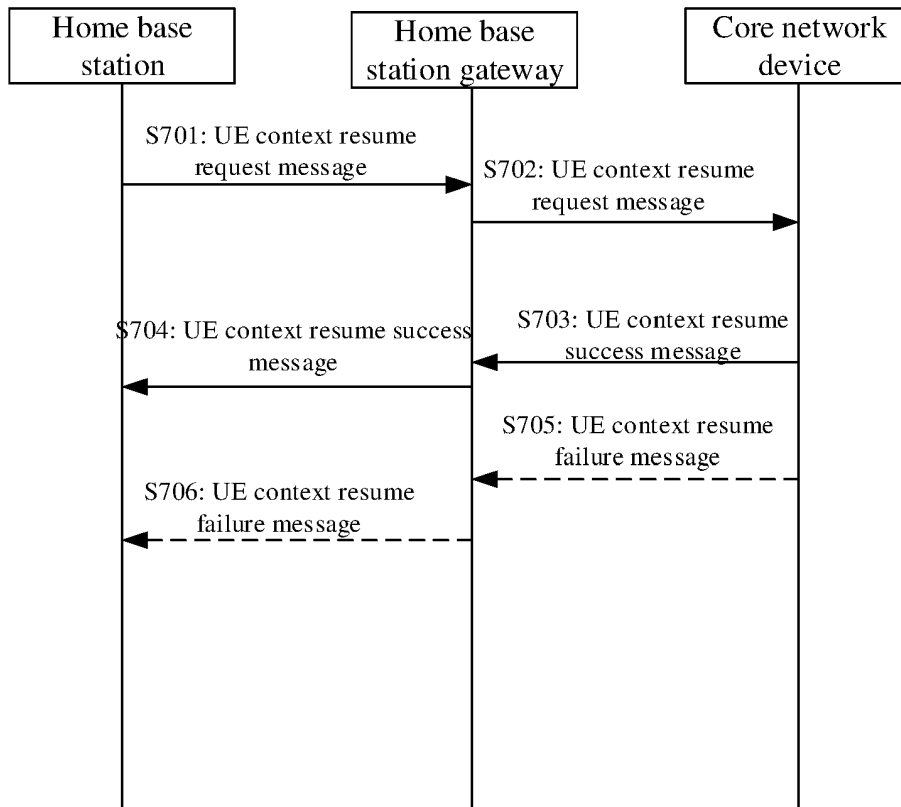 Home base
station
Home base
station gateway
Core network
device
S701: UE context resume
request message
S702: UE context resume
request message
S703: UE context resume
success message
S704: UE context resume success
message
S705: UE context resume
failure message
S706: UE context resume
failure message